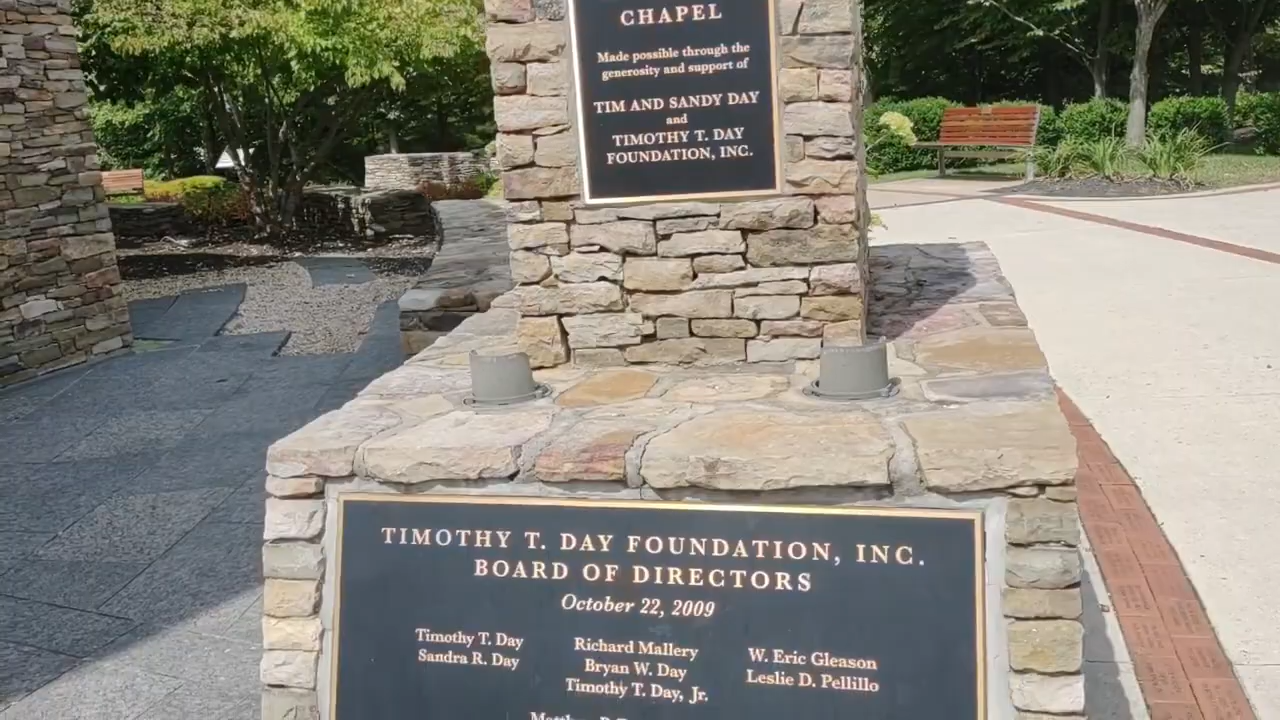 CHAPEL
Made possible through the
generosity and support of
TIM AND SANDY DAY
and
TIMOTHY T. DAY
FOUNDATION, INC.
TIMOTHY T. DAY FOUNDATION, INC.
BOARD OF DIRECTORS
October 22, 2009
Timothy T. Day
Sandra R. Day
Richard Mallery
Bryan W. Day
Timothy T. Day, Jr.
W. Eric Gleason
Leslie D. Pellillo